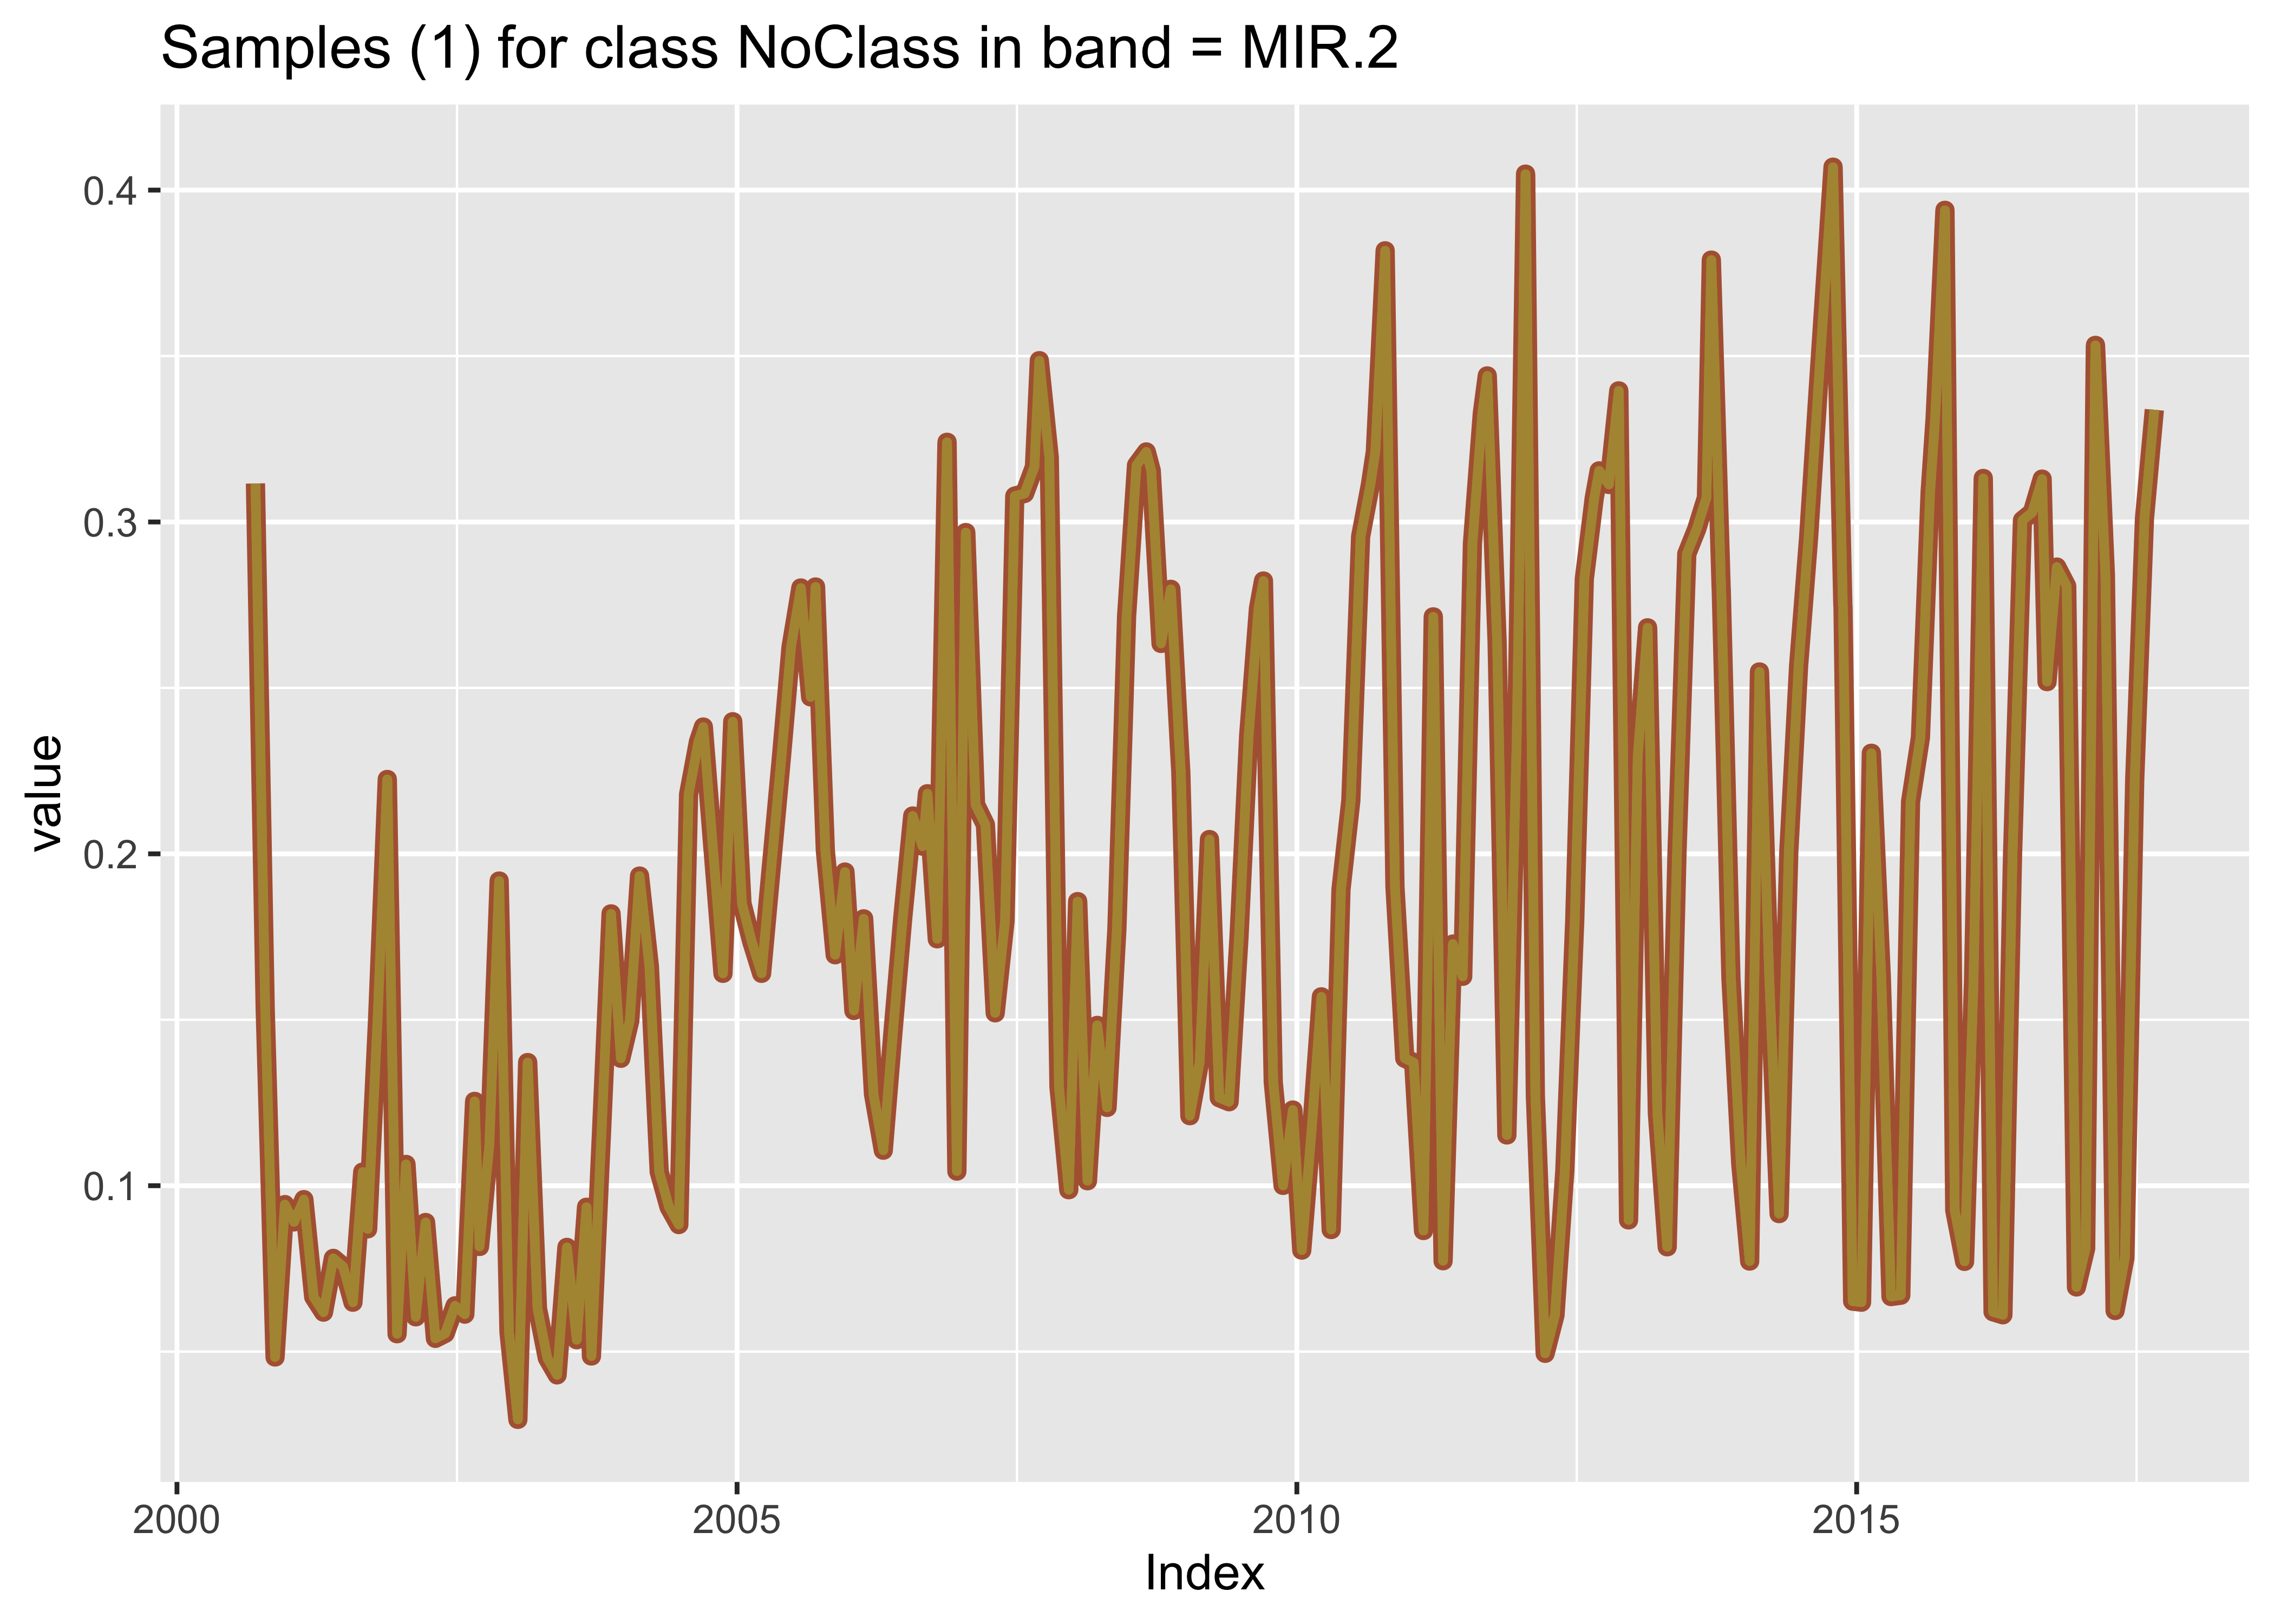 Samples (1) for class NoClass in band = MIR.2
0.4
0.3
0.2
0.1
value
2000 2005 2010 2015
Index